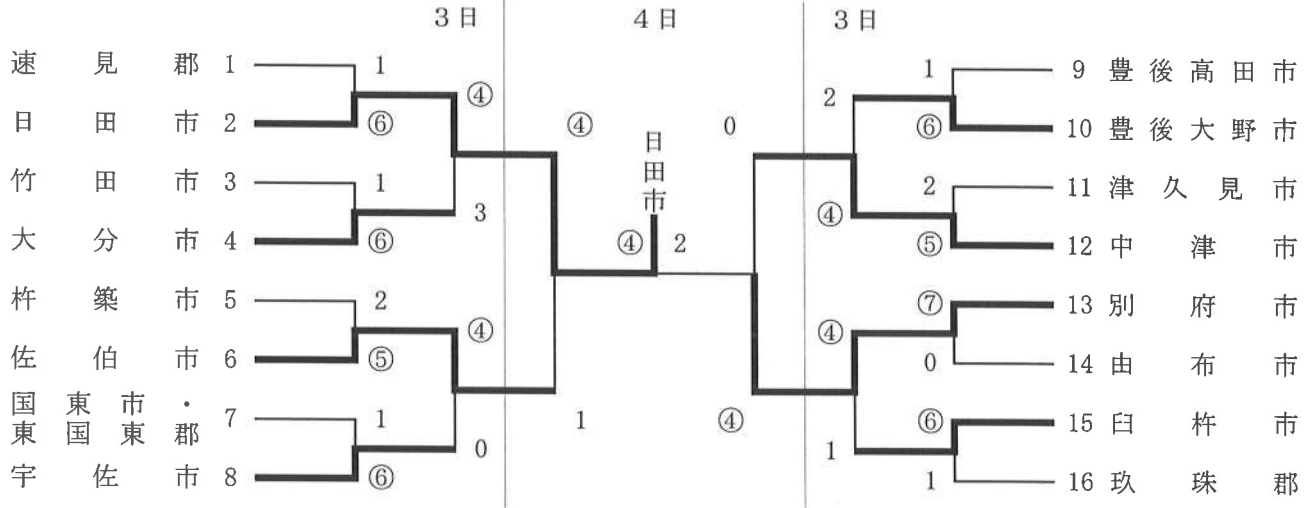 3日 4日 3日
速見郡 1 1
④
日田市 2 ⑥
竹田市 3 1
3
大分市 4 ⑥
④ 0
日田市
④ 2
杵築市 5 2
④
佐伯市 6 ⑤
国東市・
東国東郡 7 1
0
宇佐市 8 ⑥
1 ④
1 9 豊後高田市
2
⑥ 10 豊後大野市
2 11 津久見市
④
⑤ 12 中津市
⑦ 13 別府市
④
0 14 由布市
⑥ 15 臼杵市
1
1 16 玖珠郡